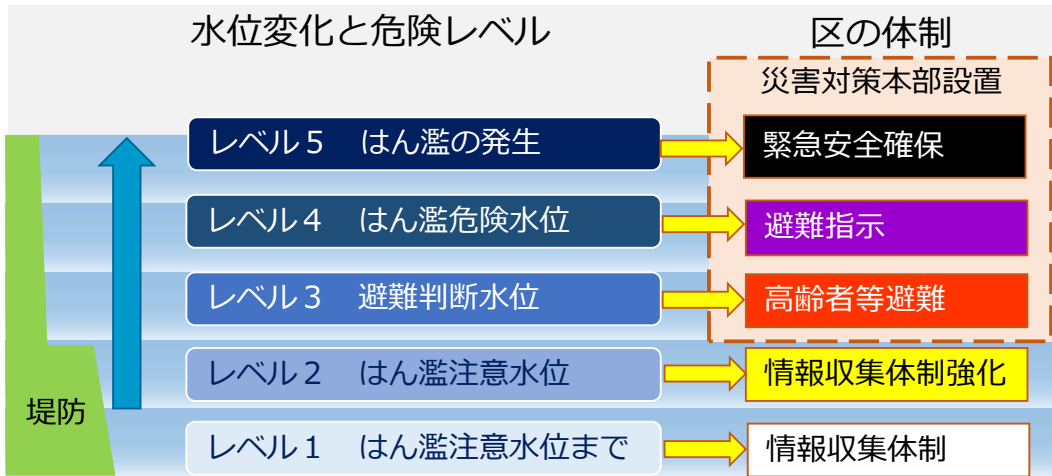 水位変化と危険レベル
区の体制
災害対策本部設置
レベル５　はん濫の発生
緊急安全確保
レベル４　はん濫危険水位
避難指示
レベル３　避難判断水位
高齢者等避難
レベル２　はん濫注意水位
情報収集体制強化
堤防
レベル１　はん濫注意水位まで
情報収集体制